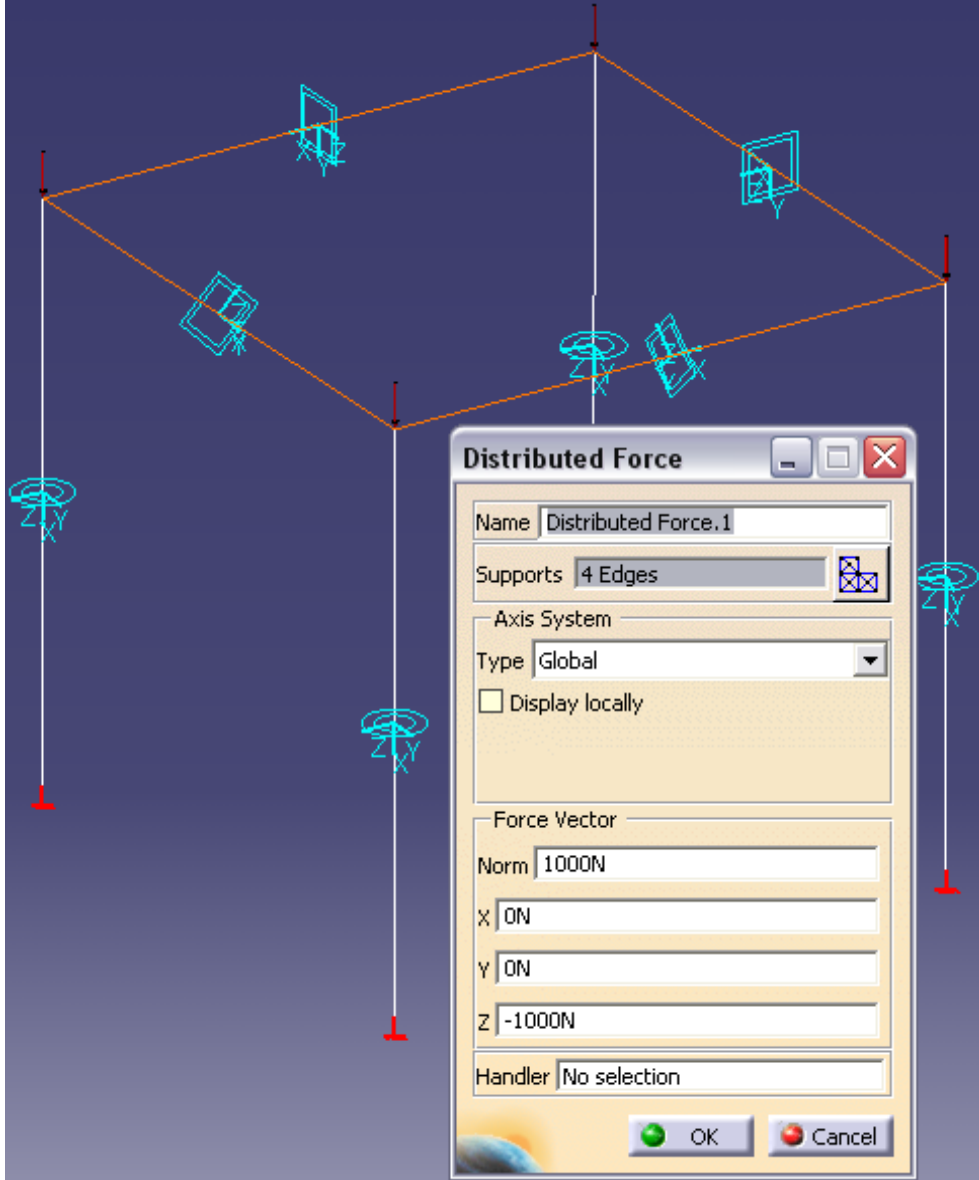 X Y Z
Z Y
X
Z Y
X
X
Z Y
X
Z Y
X
Z Y
X
Distributed Force
Name Distributed Force.1
Supports 4 Edges
Axis System
Type Global
Display locally
Force Vector
Norm 1000N
X 0N
Y 0N
Z -1000N
Handler No selection
OK Cancel